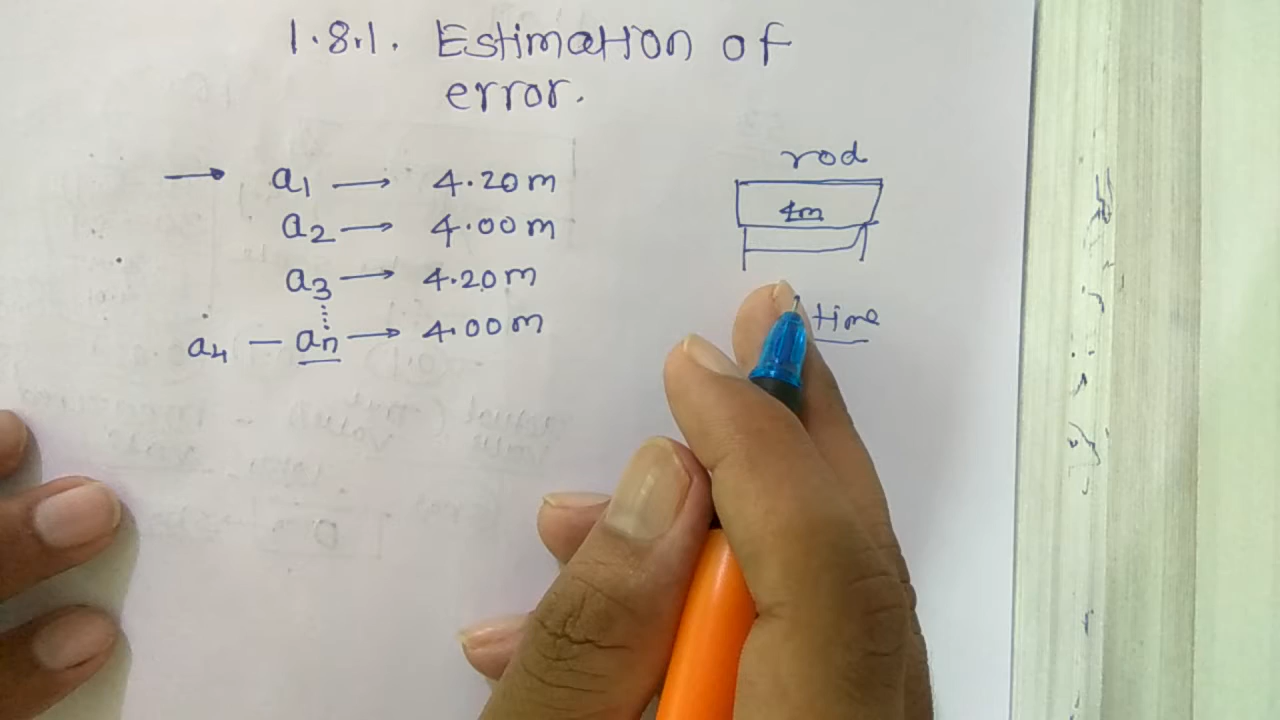 1.8.1. Estimation of
error.
→ a1 → 4.20m
a2 → 4.00m
a3 → 4.20m
a4 — an → 4.00m
rod
4m
time